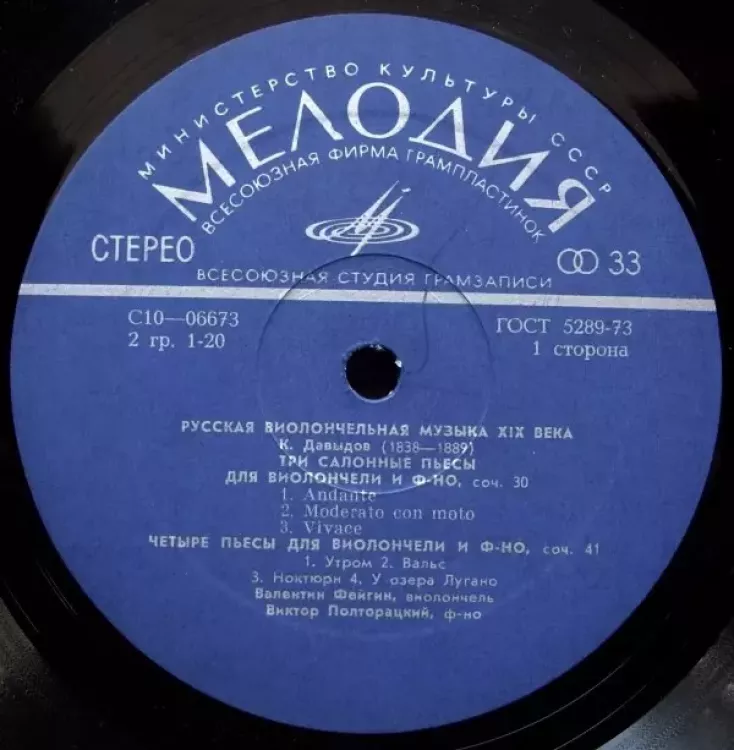 МИНИСТЕРСТВО КУЛЬТУРЫ СССР
МЕЛОДИЯ
ВСЕСОЮЗНАЯ ФИРМА ГРАМПЛАСТИНОК
СТЕРЕО
33
ВСЕСОЮЗНАЯ СТУДИЯ ГРАМЗАПИСИ
С10—06673
ГОСТ 5289-73
2 гр. 1-20
1 сторона
РУССКАЯ ВИОЛОНЧЕЛЬНАЯ МУЗЫКА XIX ВЕКА
К. Давыдов (1838—1889)
ТРИ САЛОННЫЕ ПЬЕСЫ
ДЛЯ ВИОЛОНЧЕЛИ И Ф-НО, соч. 30
1. Andante
2. Moderato con moto
3. Vivace
ЧЕТЫРЕ ПЬЕСЫ ДЛЯ ВИОЛОНЧЕЛИ И Ф-НО, соч. 41
1. Утром 2. Вальс
3. Ноктюрн 4. У озера Лугано
Валентин Фейгин, виолончель
Виктор Полторацкий, ф-но